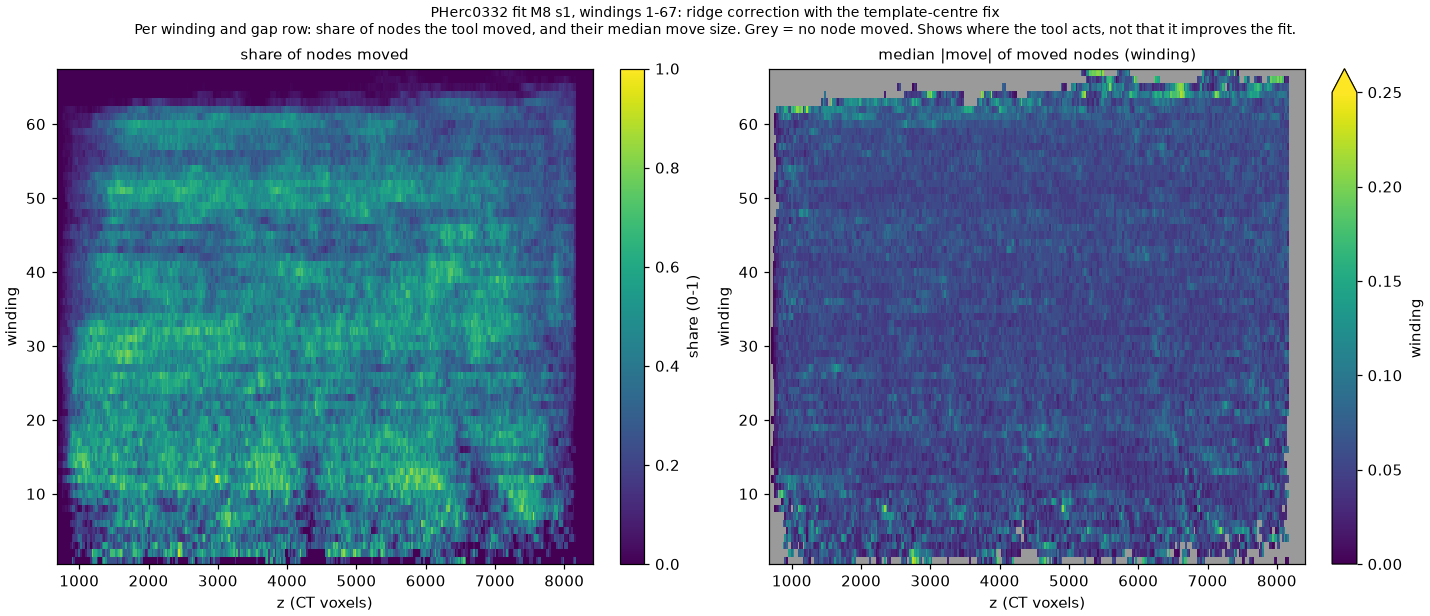 PHerc0332 fit M8 s1, windings 1-67: ridge correction with the template-centre fix
Per winding and gap row: share of nodes the tool moved, and their median move size. Grey = no node moved. Shows where the tool acts, not that it improves the fit.
share of nodes moved
winding
60
50
40
30
20
10
1000 2000 3000 4000 5000 6000 7000 8000
z (CT voxels)
1.0
0.8
0.6
0.4
0.2
0.0
share (0-1)
median |move| of moved nodes (winding)
winding
60
50
40
30
20
10
1000 2000 3000 4000 5000 6000 7000 8000
z (CT voxels)
0.25
0.20
0.15
0.10
0.05
0.00
winding